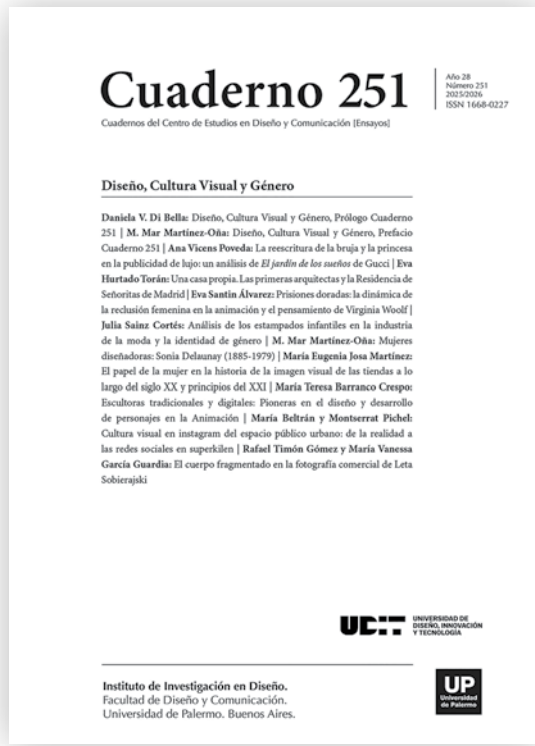 Cuaderno 251
Cuadernos del Centro de Estudios en Diseño y Comunicación [Ensayos]
Año 28
Número 251
2025/2026
ISSN 1668-0227
Diseño, Cultura Visual y Género
Daniela V. Di Bella: Diseño, Cultura Visual y Género, Prólogo Cuaderno
251 | M. Mar Martínez-Oña: Diseño, Cultura Visual y Género, Prefacio
Cuaderno 251 | Ana Vicens Poveda: La reescritura de la bruja y la princesa
en la publicidad de lujo: un análisis de El jardín de los sueños de Gucci | Eva
Hurtado Torán: Una casa propia. Las primeras arquitectas y la Residencia de
Señoritas de Madrid | Eva Santin Álvarez: Prisiones doradas: la dinámica de
la reclusión femenina en la animación y el pensamiento de Virginia Woolf |
Julia Sainz Cortés: Análisis de los estampados infantiles en la industria
de la moda y la identidad de género | M. Mar Martínez-Oña: Mujeres
diseñadoras: Sonia Delaunay (1885-1979) | María Eugenia Josa Martínez:
El papel de la mujer en la historia de la imagen visual de las tiendas a lo
largo del siglo XX y principios del XXI | María Teresa Barranco Crespo:
Escultoras tradicionales y digitales: Pioneras en el diseño y desarrollo
de personajes en la Animación | María Beltrán y Montserrat Pichel:
Cultura visual en instagram del espacio público urbano: de la realidad a
las redes sociales en superkilen | Rafael Timón Gómez y María Vanessa
García Guardia: El cuerpo fragmentado en la fotografía comercial de Leta
Sobierajski
UDIT
UNIVERSIDAD DE
DISEÑO, INNOVACIÓN
Y TECNOLOGÍA
Instituto de Investigación en Diseño.
Facultad de Diseño y Comunicación.
Universidad de Palermo. Buenos Aires.
UP
Universidad
de Palermo